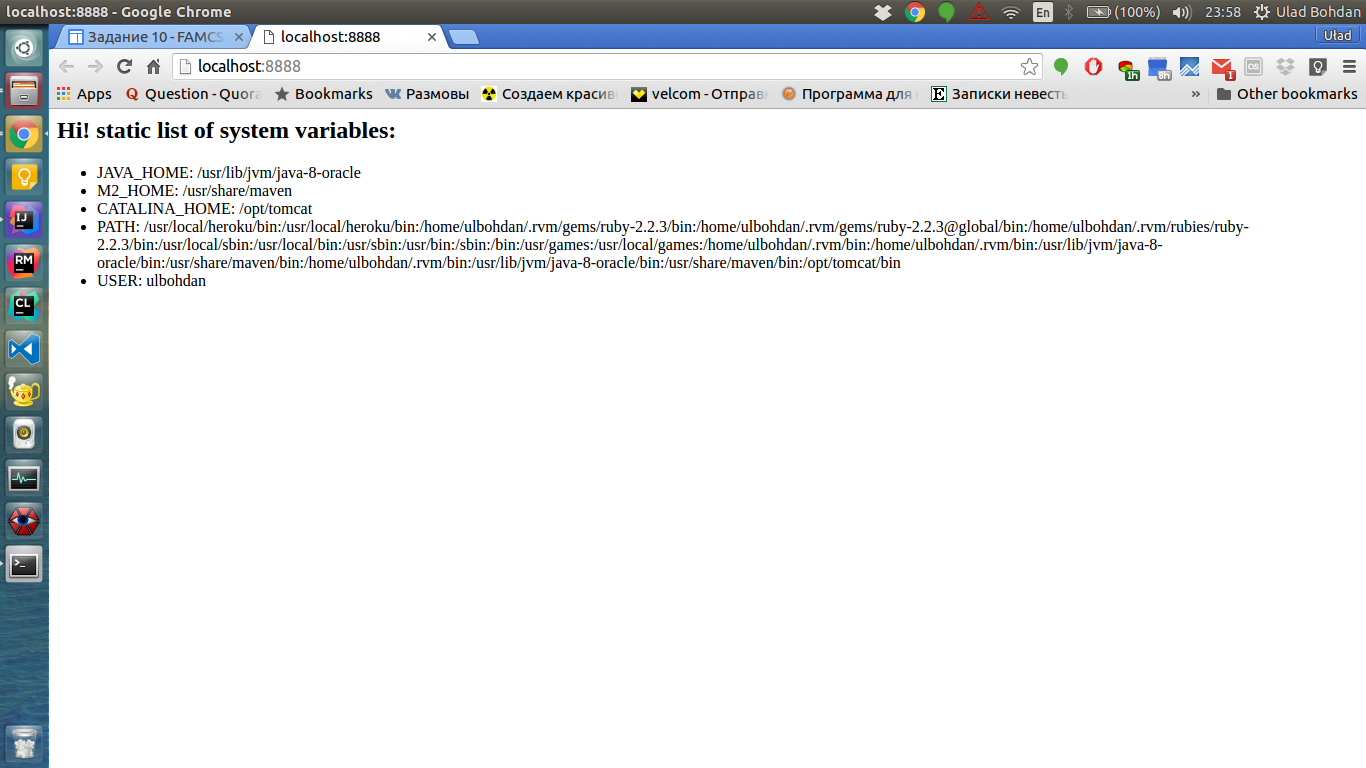 localhost:8888 - Google Chrome
En
(100%)
23:58
Ulad Bohdan
Задание 10 - FAMCS
localhost:8888
Uład
localhost:8888
1h
8h
1
OS
Apps
Question - Quora
Bookmarks
Размовы
Создаем красив
velcom - Отправк
Программа для
Записки невесть
»
Other bookmarks
Hi! static list of system variables:
• JAVA_HOME: /usr/lib/jvm/java-8-oracle
• M2_HOME: /usr/share/maven
• CATALINA_HOME: /opt/tomcat
• PATH: /usr/local/heroku/bin:/usr/local/heroku/bin:/home/ulbohdan/.rvm/gems/ruby-2.2.3/bin:/home/ulbohdan/.rvm/gems/ruby-2.2.3@global/bin:/home/ulbohdan/.rvm/rubies/ruby-
2.2.3/bin:/usr/local/sbin:/usr/local/bin:/usr/sbin:/usr/bin:/sbin:/bin:/usr/games:/usr/local/games:/home/ulbohdan/.rvm/bin:/home/ulbohdan/.rvm/bin:/usr/lib/jvm/java-8-
oracle/bin:/usr/share/maven/bin:/home/ulbohdan/.rvm/bin:/usr/lib/jvm/java-8-oracle/bin:/usr/share/maven/bin:/opt/tomcat/bin
• USER: ulbohdan
IJ
RM
CL